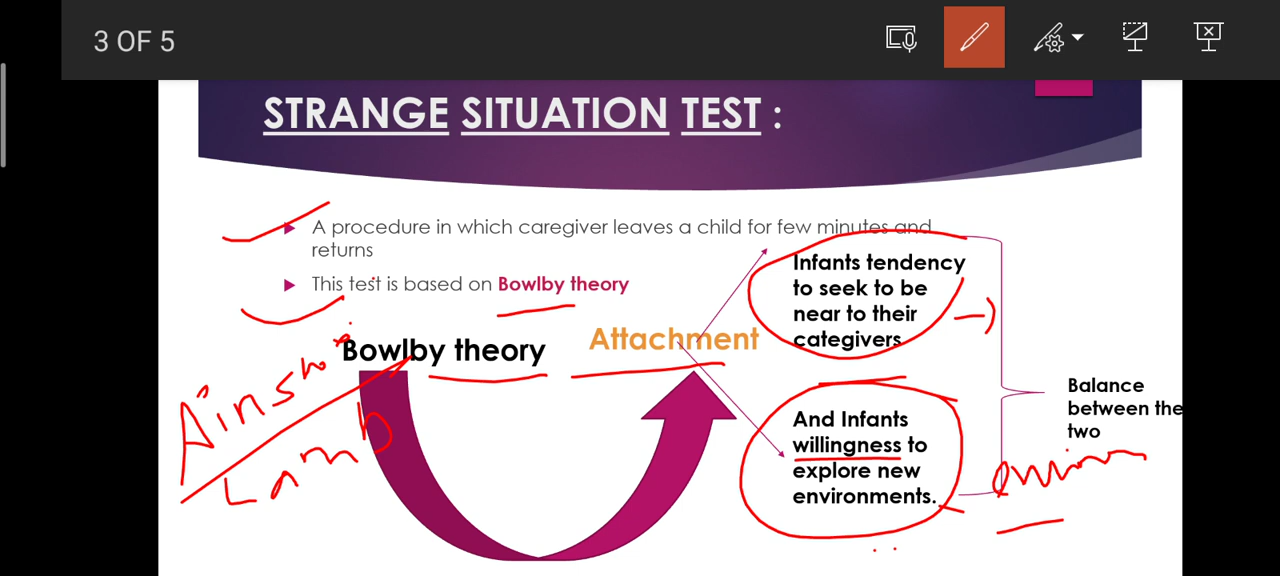 3 OF 5
STRANGE SITUATION TEST :
A procedure in which caregiver leaves a child for few minutes and
returns
This test is based on Bowlby theory
Infants tendency
to seek to be
near to their
categivers
Bowlby theory
Attachment
And Infants
willingness to
explore new
environments.
Balance
between the
two
Lamb